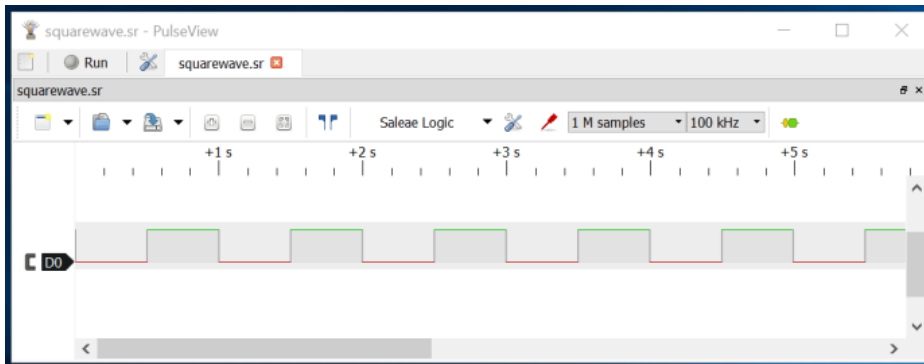 squarewave.sr - PulseView
Run squarewave.sr
squarewave.sr
Saleae Logic 1 M samples 100 kHz
+1 s +2 s +3 s +4 s +5 s
D0